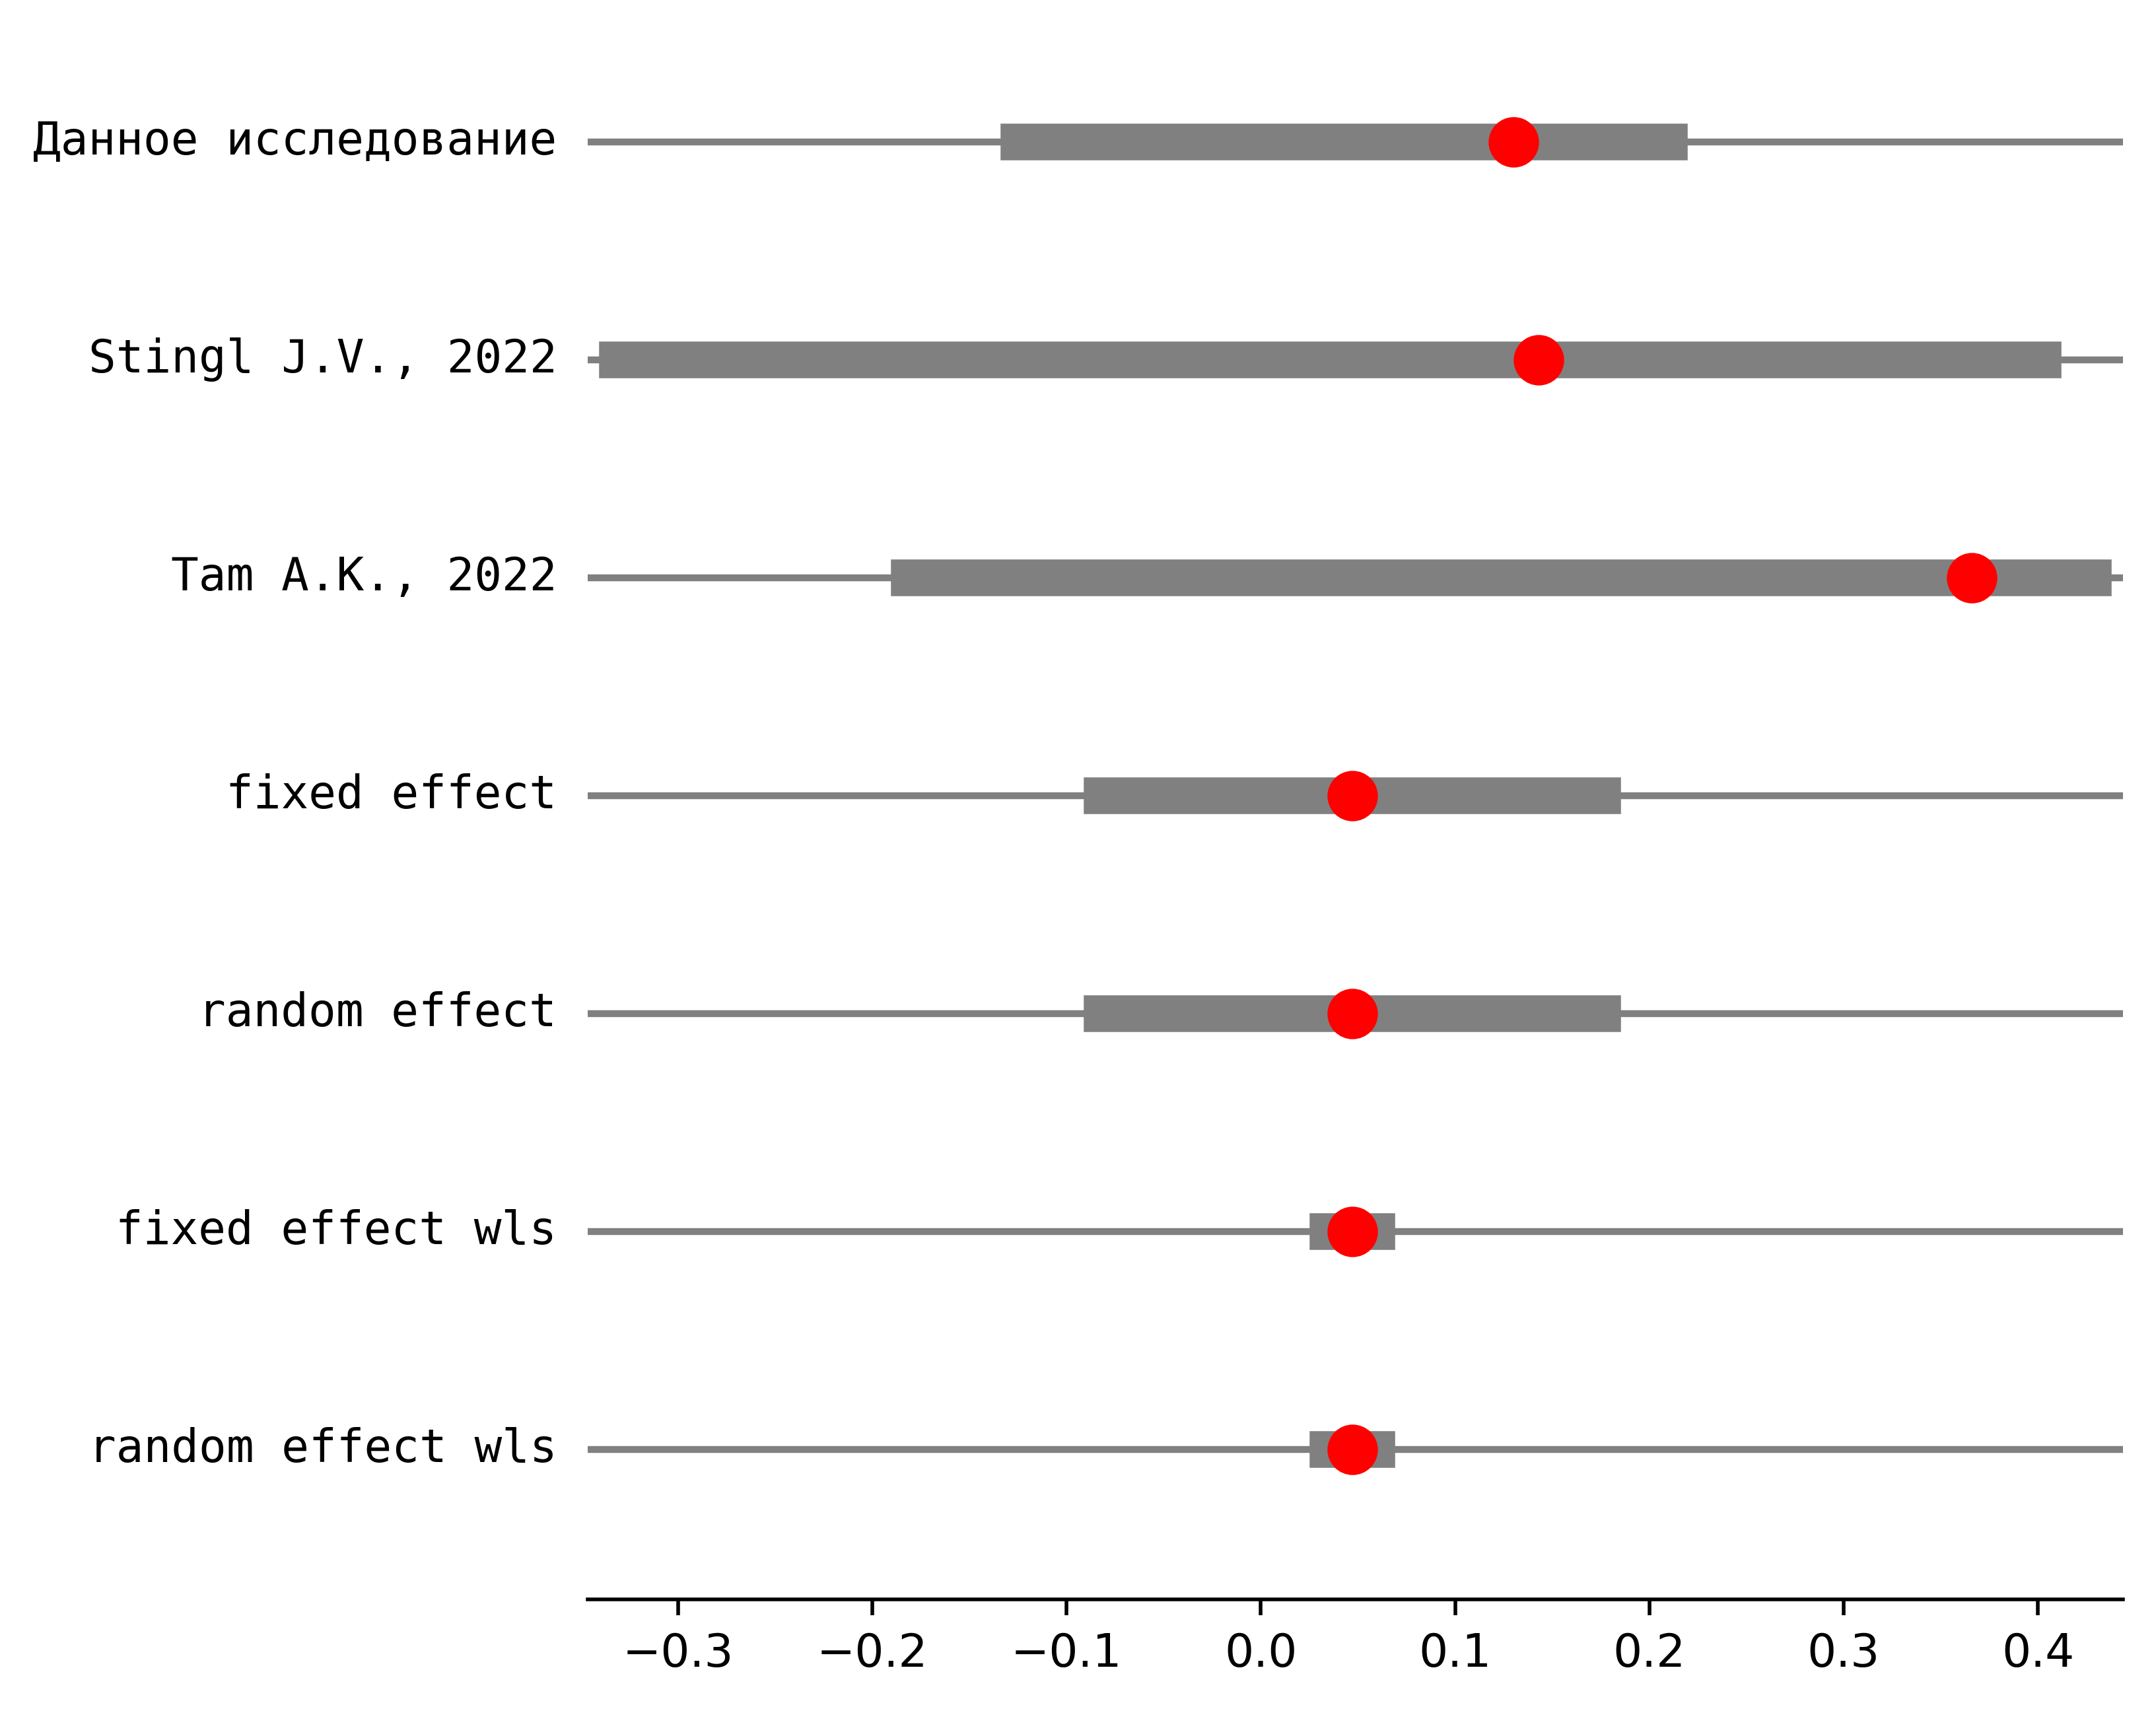 Данное исследование
Stingl J.V., 2022
Tam A.K., 2022
fixed effect
random effect
fixed effect wls
random effect wls
−0.3 −0.2 −0.1 0.0 0.1 0.2 0.3 0.4